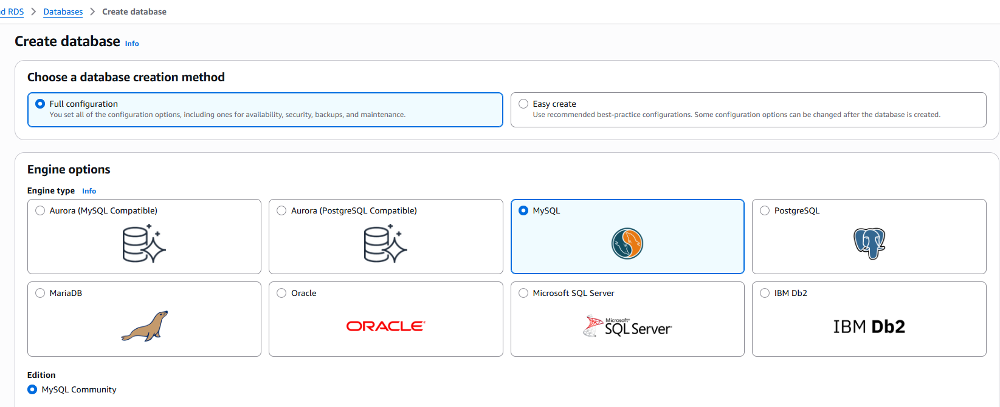 d RDS > Databases > Create database
Create database Info
Choose a database creation method
Full configuration
You set all of the configuration options, including ones for availability, security, backups, and maintenance.
Easy create
Use recommended best-practice configurations. Some configuration options can be changed after the database is created.
Engine options
Engine type Info
Aurora (MySQL Compatible)
Aurora (PostgreSQL Compatible)
MySQL
PostgreSQL
MariaDB
Oracle
ORACLE
Microsoft SQL Server
Microsoft®
SQL Server
IBM Db2
IBM Db2
Edition
MySQL Community